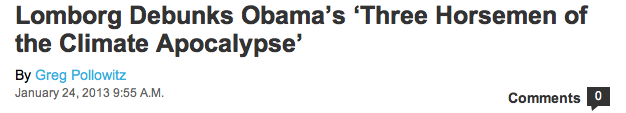 Lomborg Debunks Obama’s ‘Three Horsemen of
the Climate Apocalypse’
By Greg Pollowitz
January 24, 2013 9:55 A.M.
Comments 0